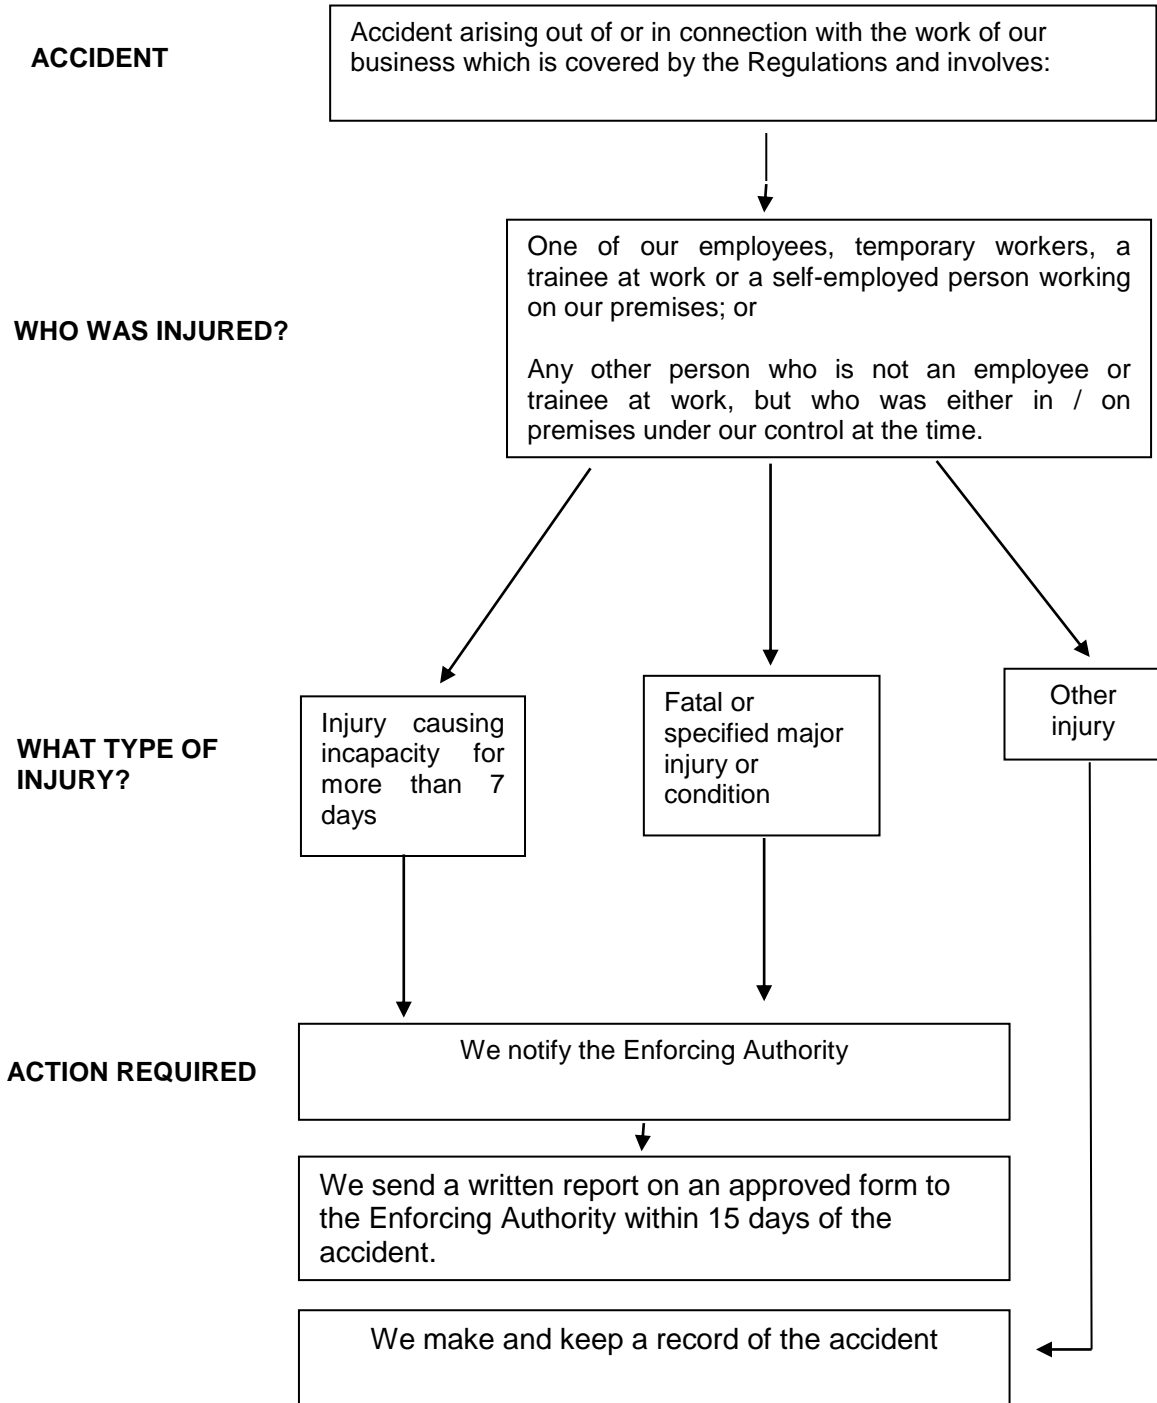 ACCIDENT
Accident arising out of or in connection with the work of our
business which is covered by the Regulations and involves:
WHO WAS INJURED?
One of our employees, temporary workers, a
trainee at work or a self-employed person working
on our premises; or
Any other person who is not an employee or
trainee at work, but who was either in / on
premises under our control at the time.
WHAT TYPE OF
INJURY?
Injury causing
incapacity for
more than 7
days
Fatal or
specified major
injury or
condition
Other
injury
ACTION REQUIRED
We notify the Enforcing Authority
We send a written report on an approved form to
the Enforcing Authority within 15 days of the
accident.
We make and keep a record of the accident